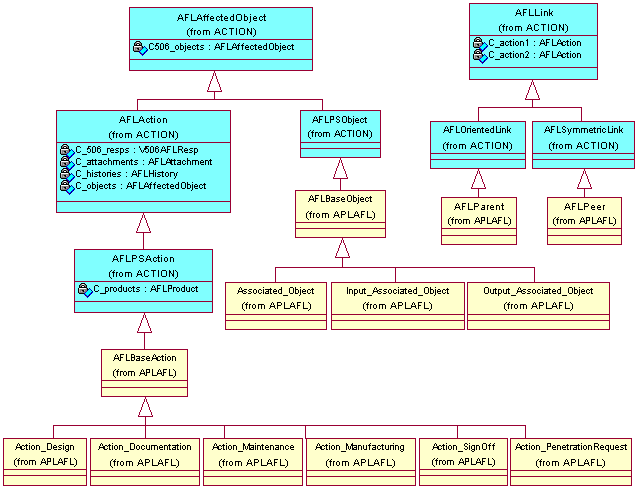 AFLAffectedObject
(from ACTION)
C506_objects : AFLAffectedObject
AFLLink
(from ACTION)
C_action1 : AFLAction
C_action2 : AFLAction
AFLAction
(from ACTION)
C_506_resps : V506AFLResp
C_attachments : AFLAttachment
C_histories : AFLHistory
C_objects : AFLAffectedObject
AFLPSObject
(from ACTION)
AFLOrientedLink
(from ACTION)
AFLSymmetricLink
(from ACTION)
AFLBaseObject
(from APLAFL)
AFLParent
(from APLAFL)
AFLPeer
(from APLAFL)
AFLPSAction
(from ACTION)
C_products : AFLProduct
Associated_Object
(from APLAFL)
Input_Associated_Object
(from APLAFL)
Output_Associated_Object
(from APLAFL)
AFLBaseAction
(from APLAFL)
Action_Design
(from APLAFL)
Action_Documentation
(from APLAFL)
Action_Maintenance
(from APLAFL)
Action_Manufacturing
(from APLAFL)
Action_SignOff
(from APLAFL)
Action_PenetrationRequest
(from APLAFL)